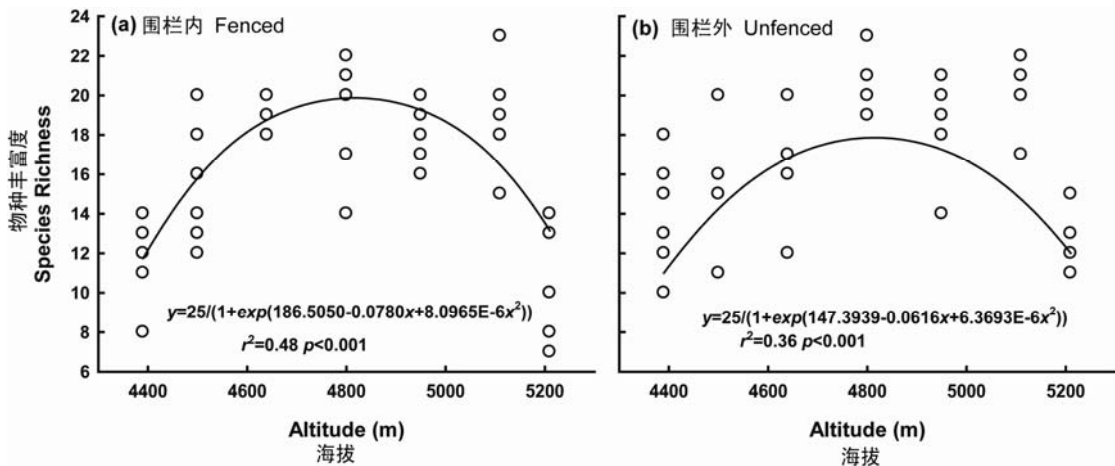 (a) 围栏内 Fenced
(b) 围栏外 Unfenced
24
22
20
18
16
14
12
10
8
6
物种丰富度
Species Richness
y=25/(1+exp(186.5050-0.0780x+8.0965E-6x²))
r²=0.48 p<0.001
y=25/(1+exp(147.3939-0.0616x+6.3693E-6x²))
r²=0.36 p<0.001
4400 4600 4800 5000 5200
4400 4600 4800 5000 5200
Altitude (m)
海拔
Altitude (m)
海拔